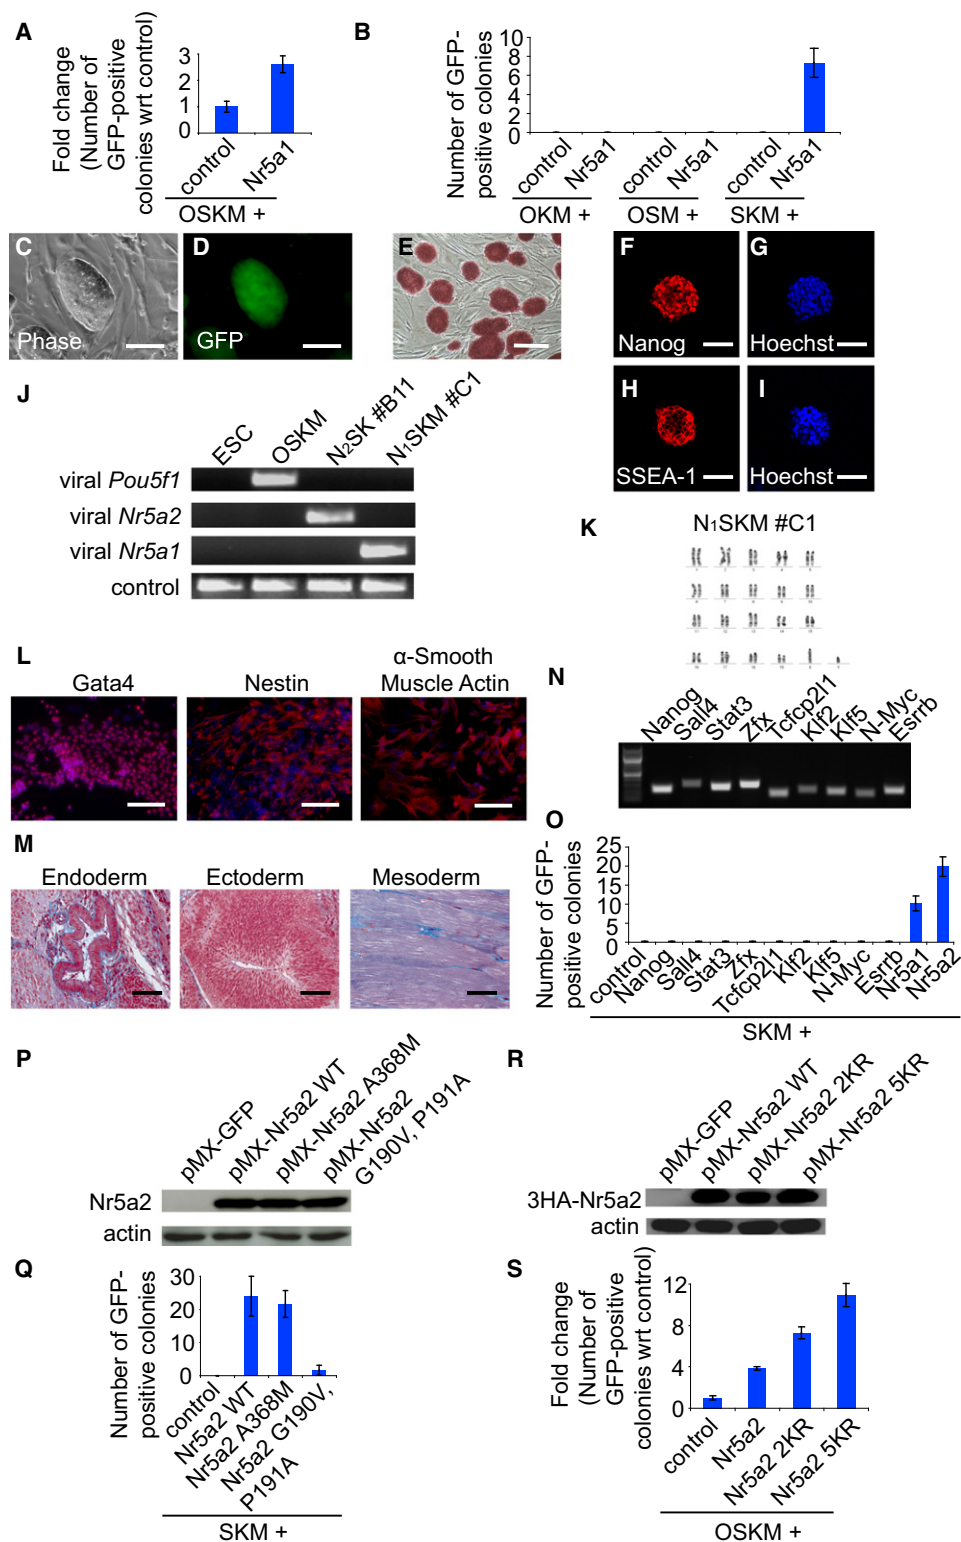 A
Fold change
(Number of
GFP-positive
colonies wrt control)
3
2
1
0
control
Nr5a1
OSKM +
B
Number of GFP-
positive colonies
10
8
6
4
2
0
control
Nr5a1
control
Nr5a1
control
Nr5a1
OKM +
OSM +
SKM +
C
Phase
D
GFP
E
F
Nanog
G
Hoechst
H
SSEA-1
I
Hoechst
J
ESC
OSKM
N2SK #B11
N1SKM #C1
viral Pou5f1
viral Nr5a2
viral Nr5a1
control
K
N1SKM #C1
L
Gata4
Nestin
α-Smooth
Muscle Actin
M
Endoderm
Ectoderm
Mesoderm
N
Nanog
Sall4
Stat3
Zfx
Tcfcp2l1
Klf2
Klf5
N-Myc
Esrrb
O
Number of GFP-
positive colonies
25
20
15
10
5
0
control
Nanog
Sall4
Stat3
Zfx
Tcfcp2l1
Klf2
Klf5
N-Myc
Esrrb
Nr5a1
Nr5a2
SKM +
P
pMX-GFP
pMX-Nr5a2 WT
pMX-Nr5a2 A368M
pMX-Nr5a2
G190V, P191A
Nr5a2
actin
Q
Number of GFP-
positive colonies
30
20
10
0
control
Nr5a2 WT
Nr5a2 A368M
Nr5a2 G190V,
P191A
SKM +
R
pMX-GFP
pMX-Nr5a2 WT
pMX-Nr5a2 2KR
pMX-Nr5a2 5KR
3HA-Nr5a2
actin
S
Fold change
(Number of
GFP-positive
colonies wrt control)
12
8
4
0
control
Nr5a2
Nr5a2 2KR
Nr5a2 5KR
OSKM +